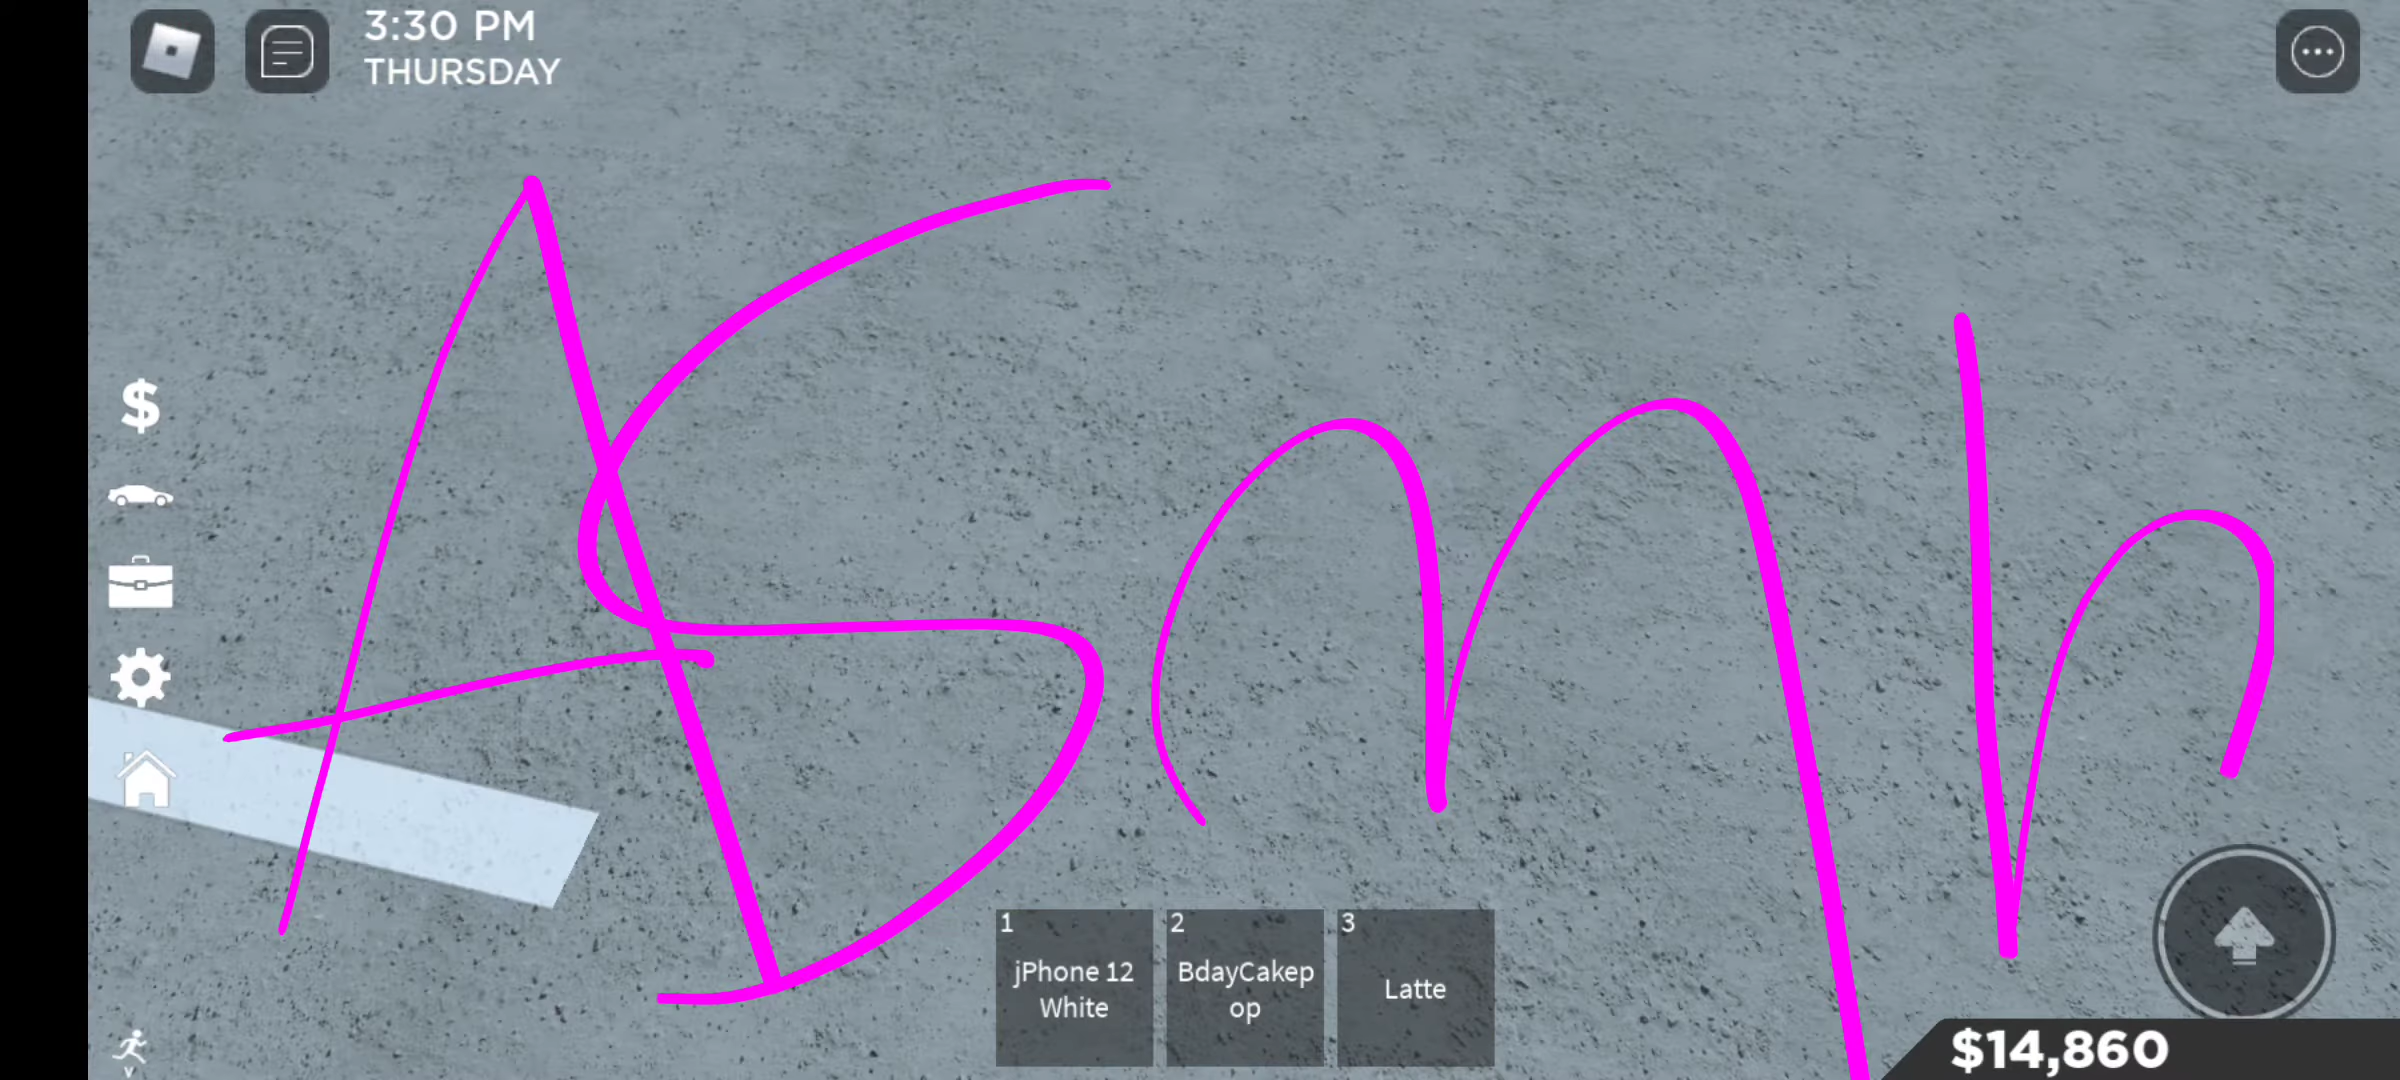 3:30 PM
THURSDAY
ASmh
1
jPhone 12
White
2
BdayCakep
op
3
Latte
$14,860